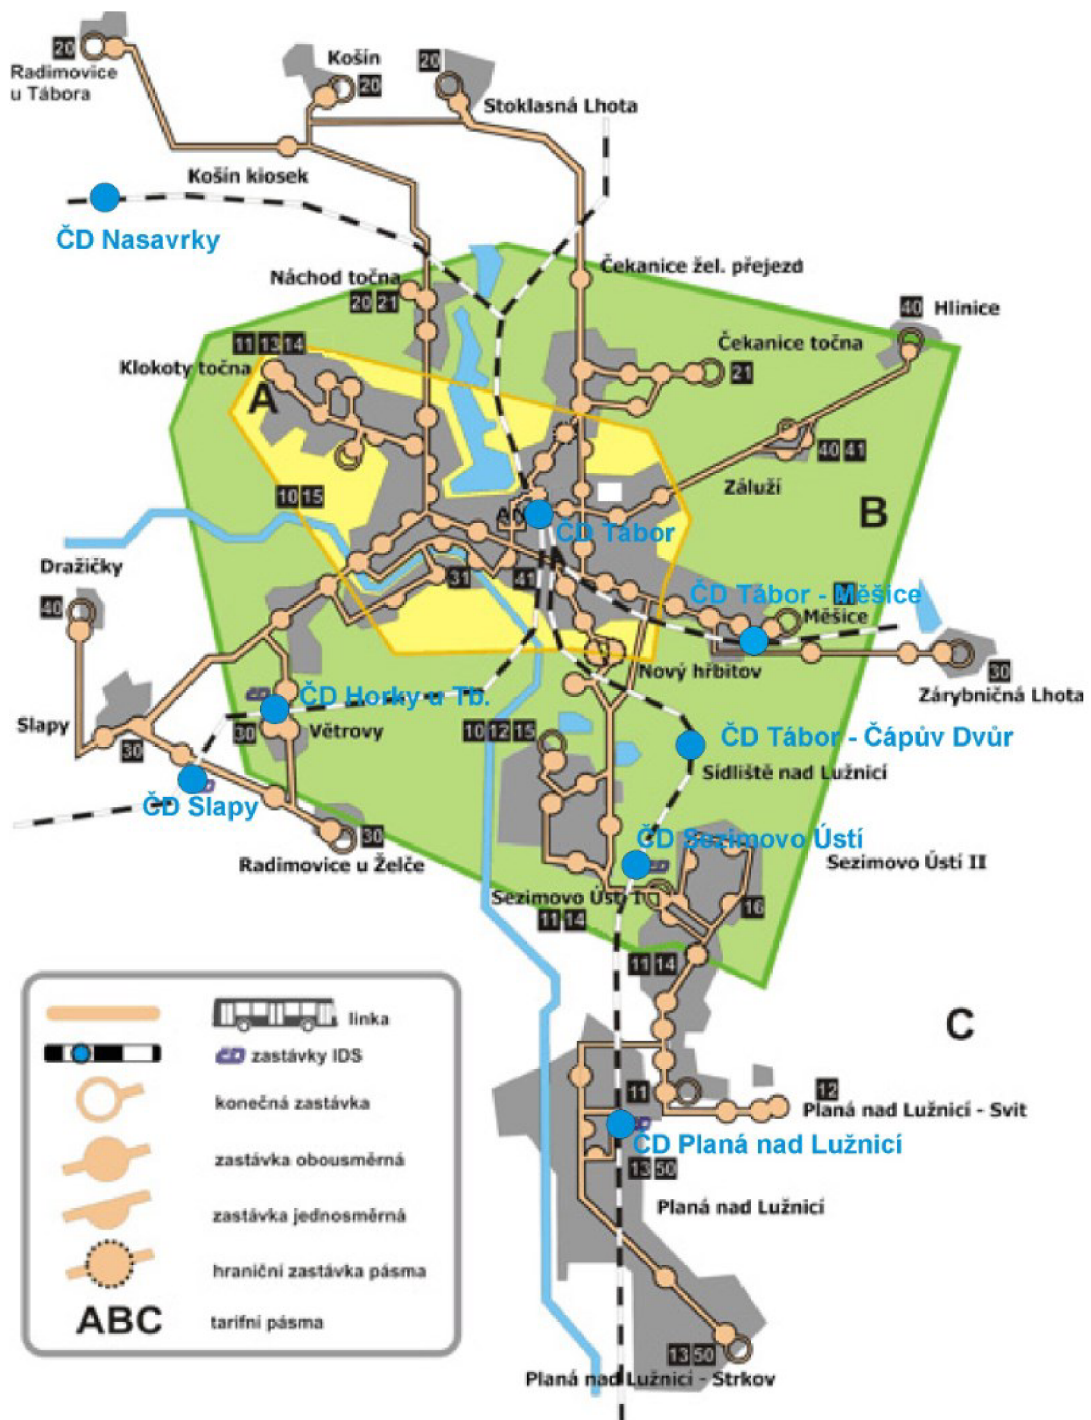 20
Radimovice
u Tábora
Košín
20
20
Stoklasná Lhota
Košín kiosek
ČD Nasavrky
Čekanice žel. přejezd
Náchod točna
20 21
40
Hlinice
11 13 14
Klokoty točna
Čekanice točna
21
A
40 41
Záluží
10 15
B
ČD Tábor
Dražičky
31
41
40
ČD Tábor - Měšice
Měšice
Nový hřbitov
30
Zárybničná Lhota
ČD Horky u Tb.
Slapy
30
30
Větrovy
10 12 15
ČD Tábor - Čápův Dvůr
Sídliště nad Lužnicí
ČD Slapy
30
Radimovice u Želče
ČD Sezimovo Ústí
Sezimovo Ústí II
Sezimovo Ústí I
11 14
16
11 14
C
11
12
Planá nad Lužnicí - Svit
ČD Planá nad Lužnicí
13 50
Planá nad Lužnicí
13 50
Planá nad Lužnicí - Strkov
linka
ČD zastávky IDS
konečná zastávka
zastávka obousměrná
zastávka jednosměrná
hraniční zastávka pásma
ABC
tarifní pásma